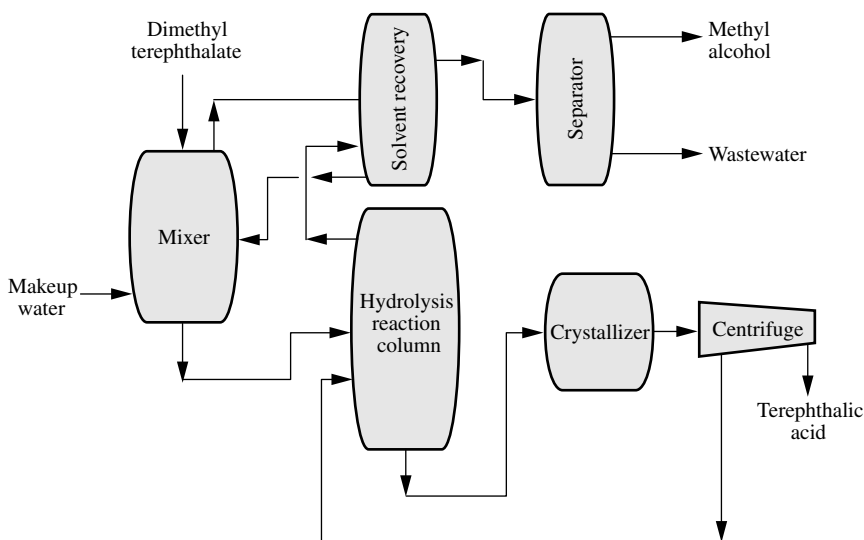 Dimethyl
terephthalate
Solvent recovery
Separator
Methyl
alcohol
Wastewater
Mixer
Makeup
water
Hydrolysis
reaction
column
Crystallizer
Centrifuge
Terephthalic
acid